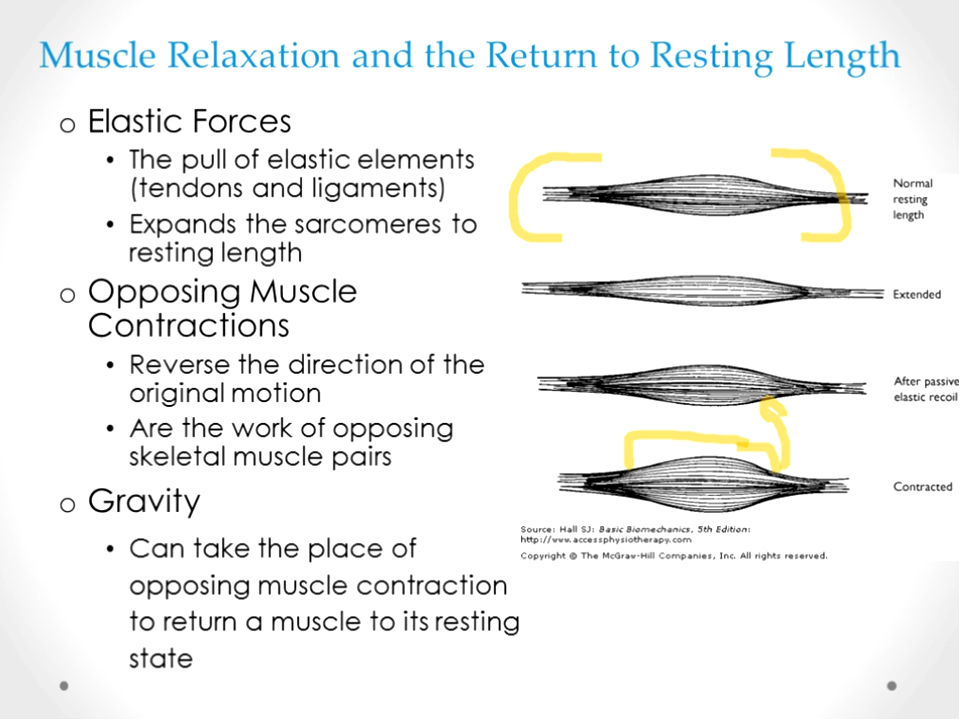 Muscle Relaxation and the Return to Resting Length
o Elastic Forces
• The pull of elastic elements
(tendons and ligaments)
• Expands the sarcomeres to
resting length
o Opposing Muscle
Contractions
• Reverse the direction of the
original motion
• Are the work of opposing
skeletal muscle pairs
o Gravity
• Can take the place of
opposing muscle contraction
to return a muscle to its resting
state
Normal
resting
length
Extended
After passive
elastic recoil
Contracted
Source: Hall SJ: Basic Biomechanics, 5th Edition:
http://www.accessphysiotherapy.com
Copyright © The McGraw-Hill Companies, Inc. All rights reserved.